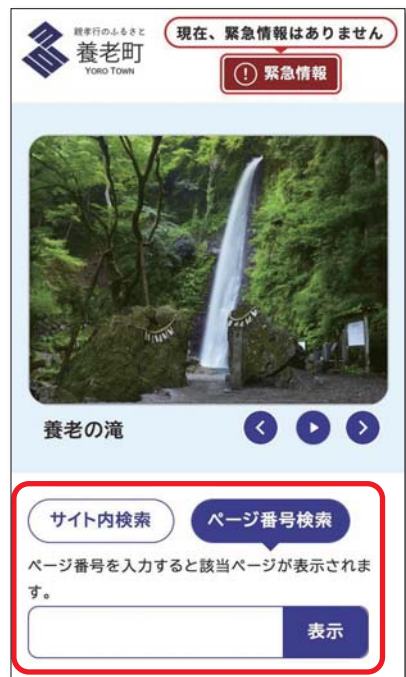 親孝行のふるさと
養老町
YORO TOWN
現在、緊急情報はありません
緊急情報
養老の滝
サイト内検索
ページ番号検索
ページ番号を入力すると該当ページが表示されま
す。
表示